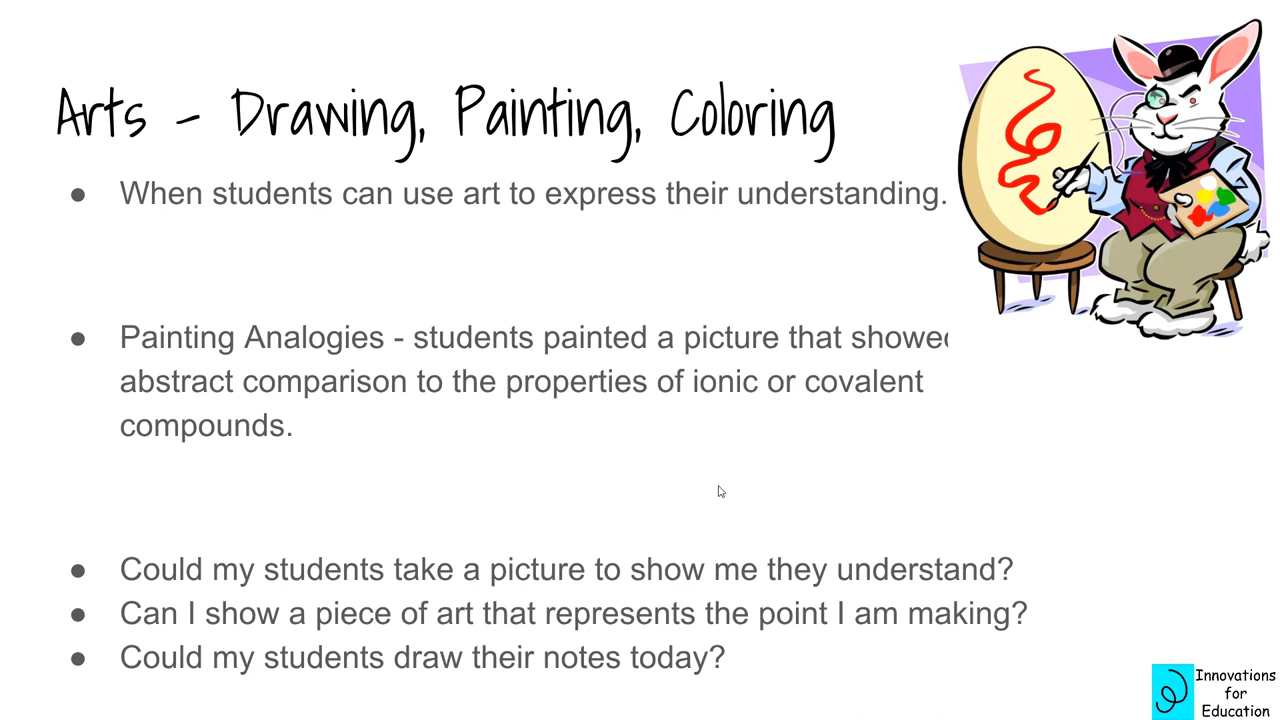 Arts - Drawing, Painting, Coloring
● When students can use art to express their understanding.
● Painting Analogies - students painted a picture that showed
abstract comparison to the properties of ionic or covalent
compounds.
● Could my students take a picture to show me they understand?
● Can I show a piece of art that represents the point I am making?
● Could my students draw their notes today?
Innovations
for
Education